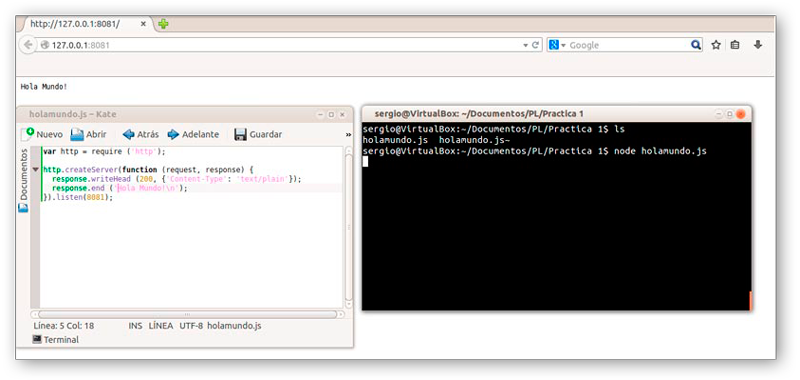 http://127.0.0.1:8081/
127.0.0.1:8081
Google
Hola Mundo!
holamundo.js – Kate
Nuevo Abrir Atrás Adelante Guardar »
Documentos
var http = require ('http');
http.createServer(function (request, response) {
response.writeHead (200, {'Content-Type': 'text/plain'});
response.end ('Hola Mundo!\n');
}).listen(8081);
Línea: 5 Col: 18 INS LÍNEA UTF-8 holamundo.js
Terminal
sergio@VirtualBox: ~/Documentos/PL/Practica 1
sergio@VirtualBox:~/Documentos/PL/Practica 1$ ls
holamundo.js holamundo.js~
sergio@VirtualBox:~/Documentos/PL/Practica 1$ node holamundo.js